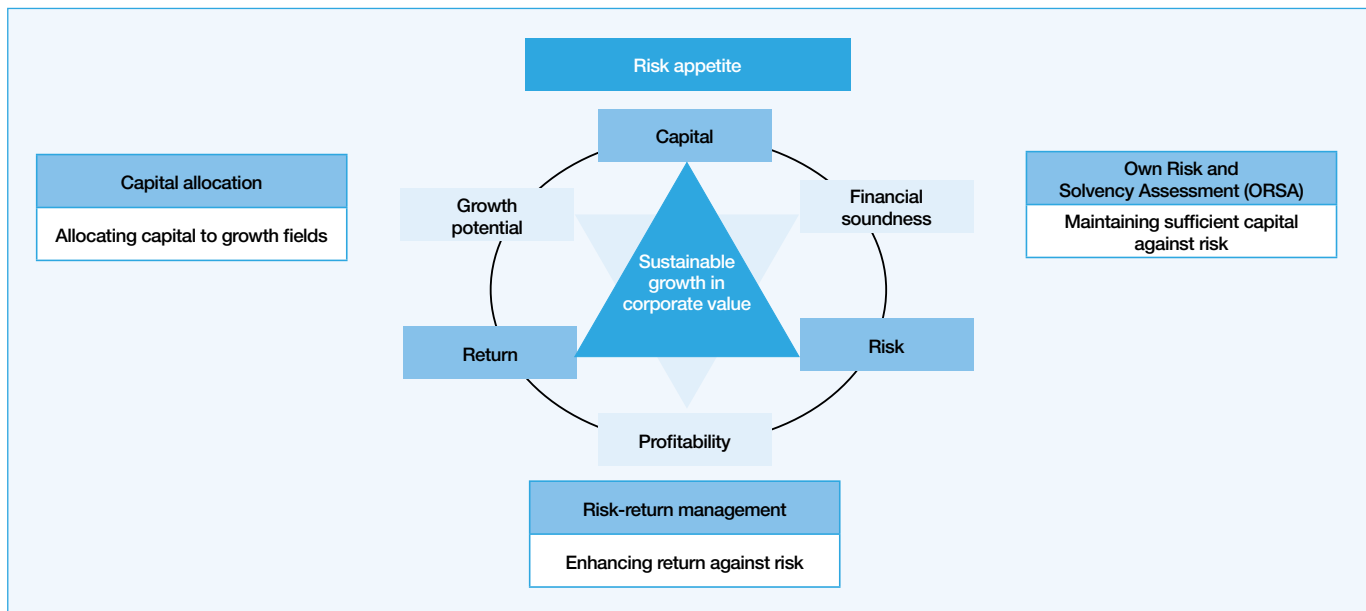 Risk appetite
Capital
Capital allocation
Allocating capital to growth fields
Growth
potential
Financial
soundness
Own Risk and
Solvency Assessment (ORSA)
Maintaining sufficient capital
against risk
Sustainable
growth in
corporate value
Return
Risk
Profitability
Risk-return management
Enhancing return against risk